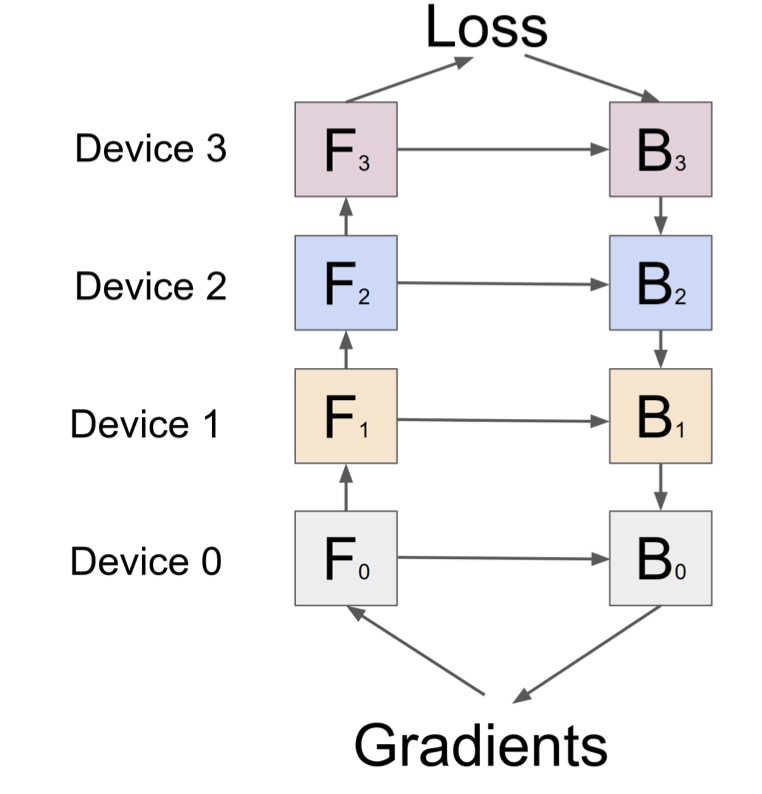 Loss
Device 3 F₃ B₃
Device 2 F₂ B₂
Device 1 F₁ B₁
Device 0 F₀ B₀
Gradients